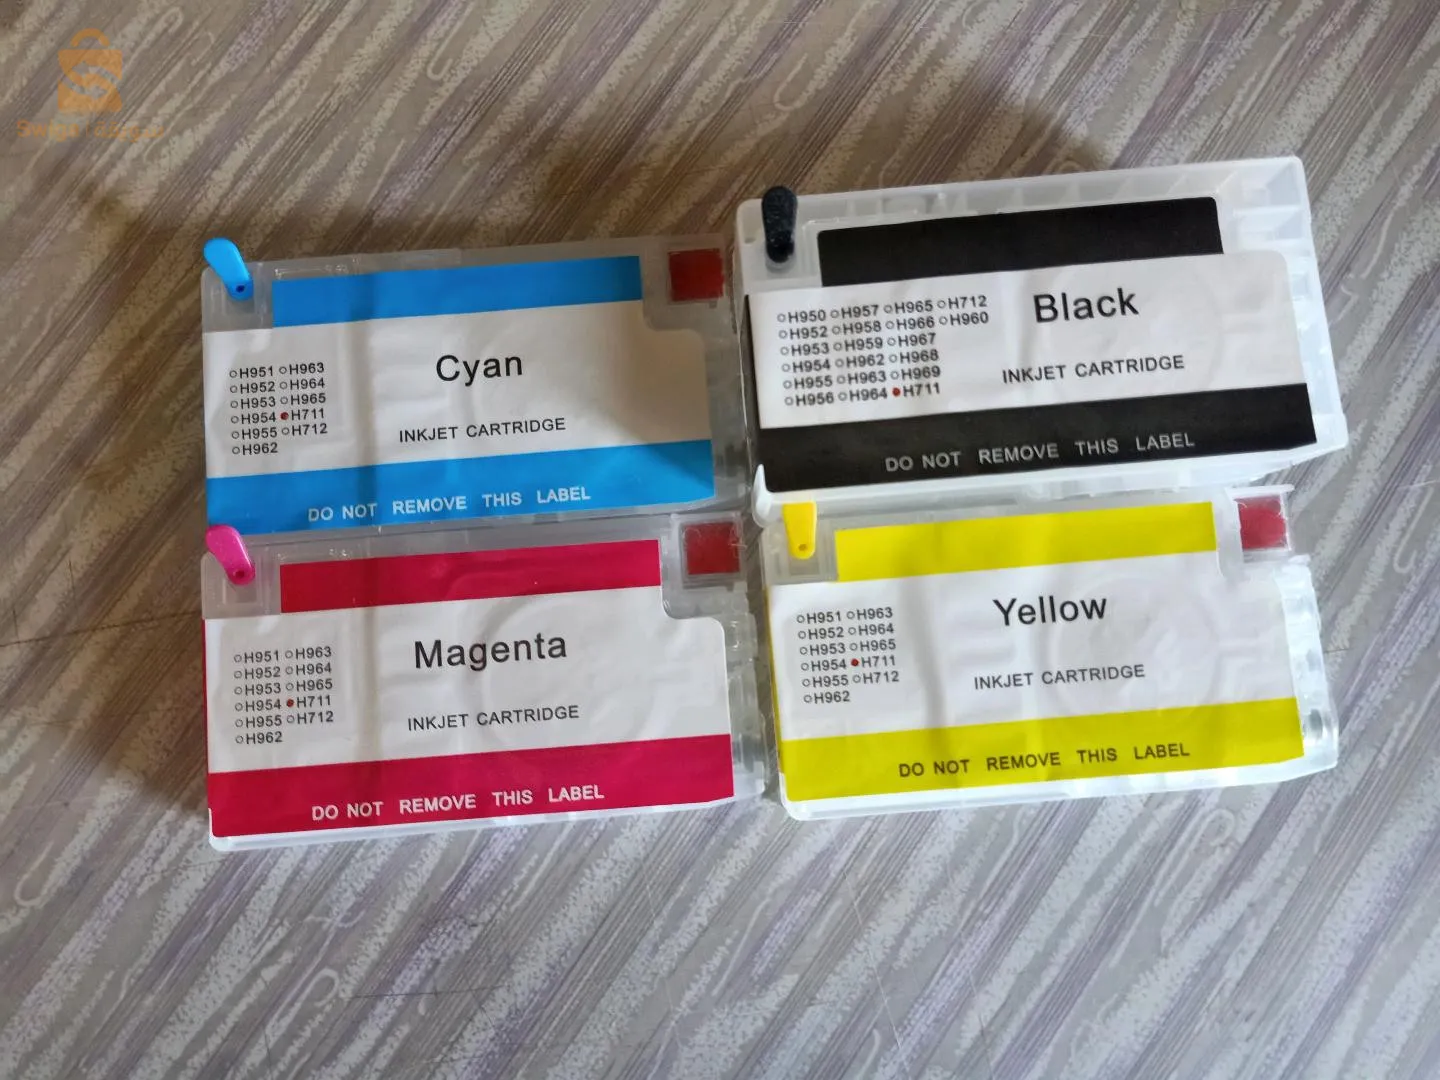 Cyan
○H951 ○H963
○H952 ○H964
○H953 ○H965
○H954 ●H711
○H955 ○H712
○H962
INKJET CARTRIDGE
DO NOT REMOVE THIS LABEL
Black
○H950 ○H957 ○H965 ○H712
○H952 ○H958 ○H966 ○H960
○H953 ○H959 ○H967
○H954 ○H962 ○H968
○H955 ○H963 ○H969
○H956 ○H964 ●H711
INKJET CARTRIDGE
DO NOT REMOVE THIS LABEL
Magenta
○H951 ○H963
○H952 ○H964
○H953 ○H965
○H954 ●H711
○H955 ○H712
○H962
INKJET CARTRIDGE
DO NOT REMOVE THIS LABEL
Yellow
○H951 ○H963
○H952 ○H964
○H953 ○H965
○H954 ●H711
○H955 ○H712
○H962
INKJET CARTRIDGE
DO NOT REMOVE THIS LABEL